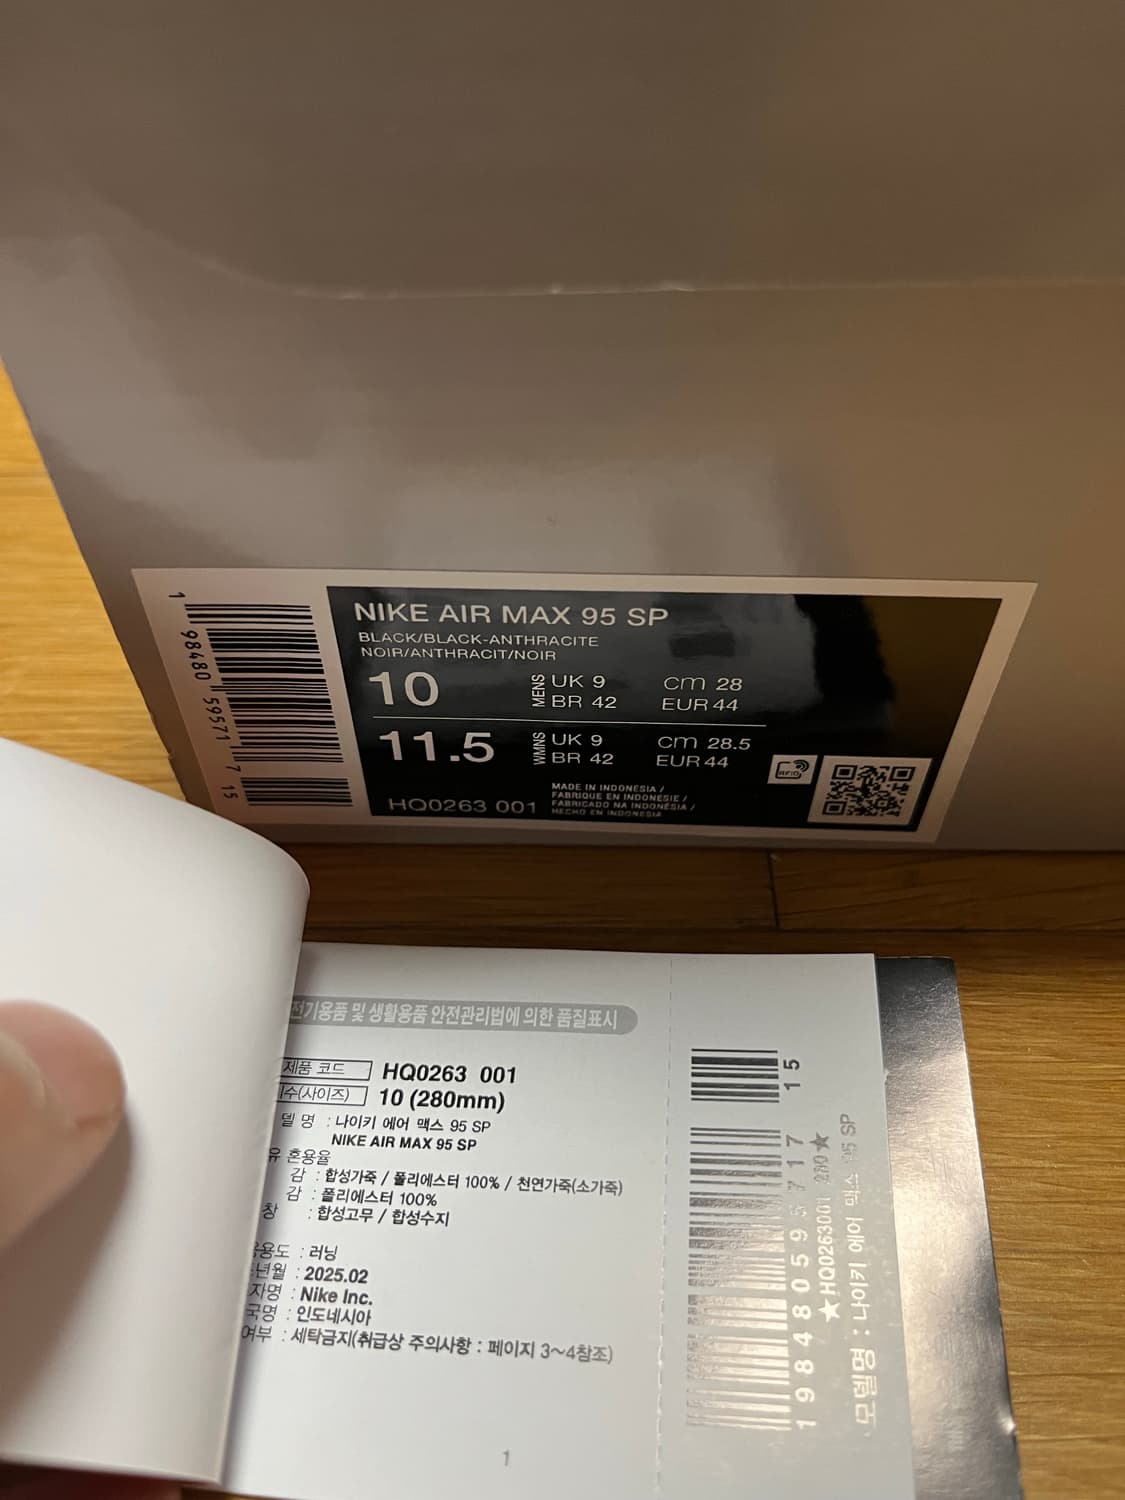 NIKE AIR MAX 95 SP
BLACK/BLACK-ANTHRACITE
NOIR/ANTHRACIT/NOIR
10 MENS UK 9 cm 28
BR 42 EUR 44
11.5 WMNS UK 9 cm 28.5
BR 42 EUR 44
HQ0263 001
MADE IN INDONESIA /
FABRIQUE EN INDONESIE /
FABRICADO NA INDONÉSIA /
HECHO EN INDONESIA
RFID
1 98480 59571 7 15
전기용품 및 생활용품 안전관리법에 의한 품질표시
제품 코드 HQ0263 001
치수(사이즈) 10 (280mm)
델 명 : 나이키 에어 맥스 95 SP
NIKE AIR MAX 95 SP
유 혼용율
감 : 합성가죽 / 폴리에스터 100% / 천연가죽(소가죽)
감 : 폴리에스터 100%
창 : 합성고무 / 합성수지
용도 : 러닝
년월 : 2025.02
자명 : Nike Inc.
국명 : 인도네시아
여부 : 세탁금지(취급상 주의사항 : 페이지 3~4참조)
1
198480595717 15
★HQ0263001 280★
모델명 : 나이키 에어 맥스 95 SP